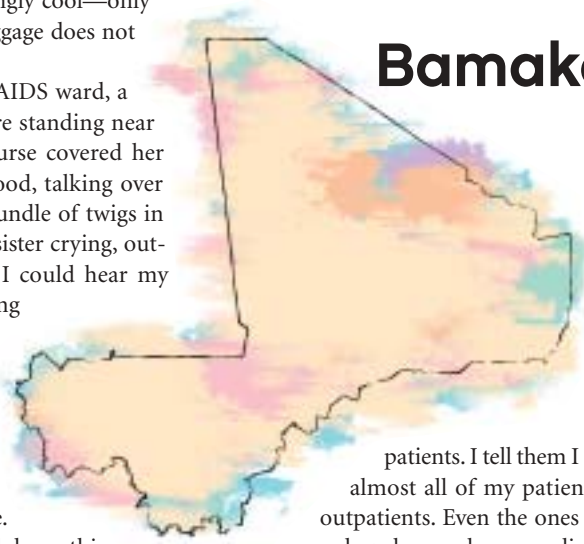 ngly cool—only
ggage does not
AIDS ward, a
re standing near
urse covered her
ood, talking over
undle of twigs in
sister crying, out-
I could hear my
ng
e.
Bamak
patients. I tell them I
almost all of my patien
outpatients. Even the ones